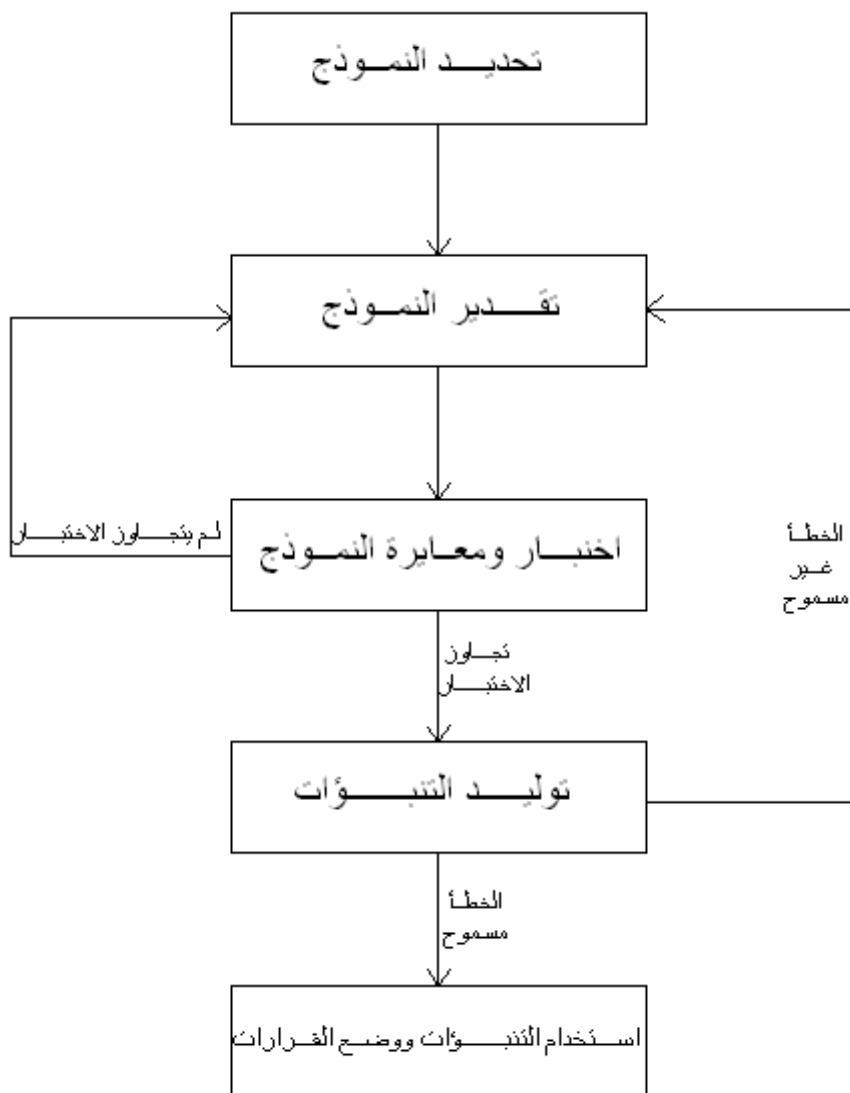 تحديد النموذج
تقدير النموذج
اختبار ومعايرة النموذج
لم يتجاوز الاختبار
الخطأ
غير
مسموح
تجاوز
الاختبار
توليد التنبؤات
الخطأ
مسموح
استخدام التنبؤات ووضع القرارات